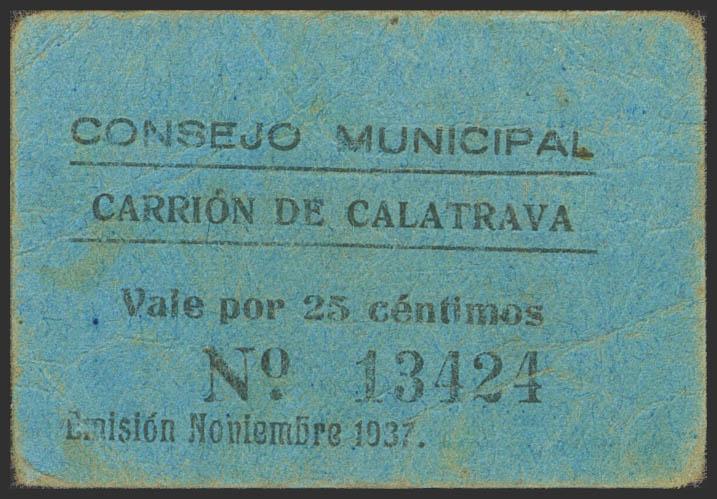 CONSEJO MUNICIPAL
CARRIÓN DE CALATRAVA
Vale por 25 céntimos
Nº 13424
Emisión Noviembre 1937.